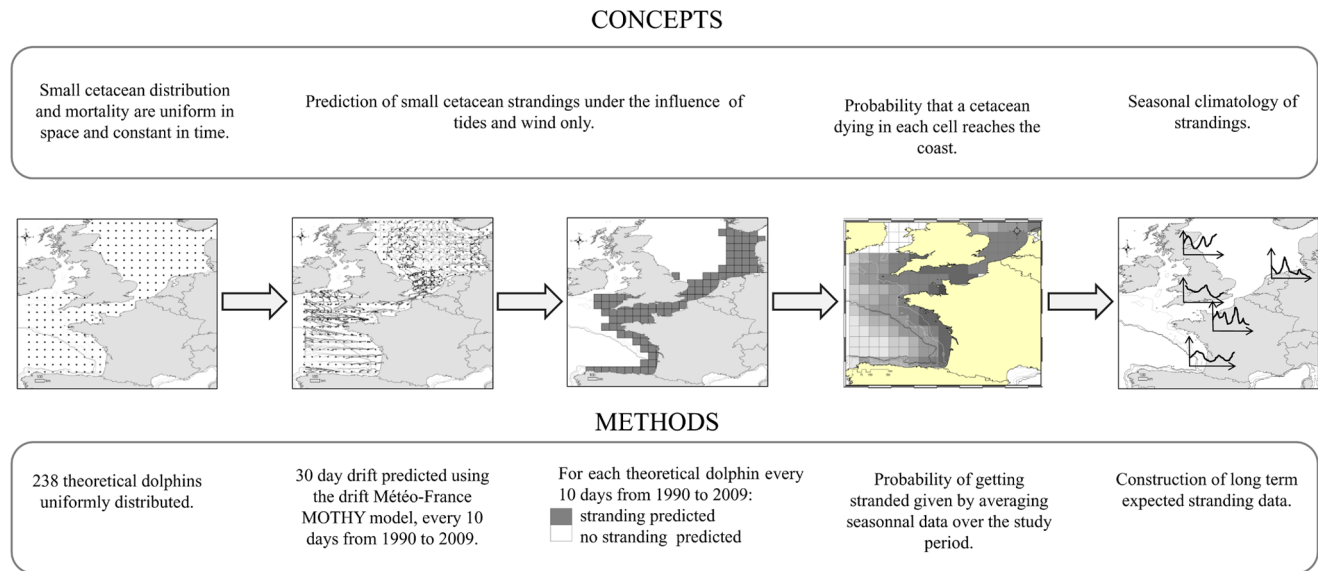 CONCEPTS
Small cetacean distribution
and mortality are uniform in
space and constant in time.
Prediction of small cetacean strandings under the influence of
tides and wind only.
Probability that a cetacean
dying in each cell reaches the
coast.
Seasonal climatology of
strandings.
METHODS
238 theoretical dolphins
uniformly distributed.
30 day drift predicted using
the drift Météo-France
MOTHY model, every 10
days from 1990 to 2009.
For each theoretical dolphin every
10 days from 1990 to 2009:
stranding predicted
no stranding predicted
Probability of getting
stranded given by averaging
seasonnal data over the study
period.
Construction of long term
expected stranding data.